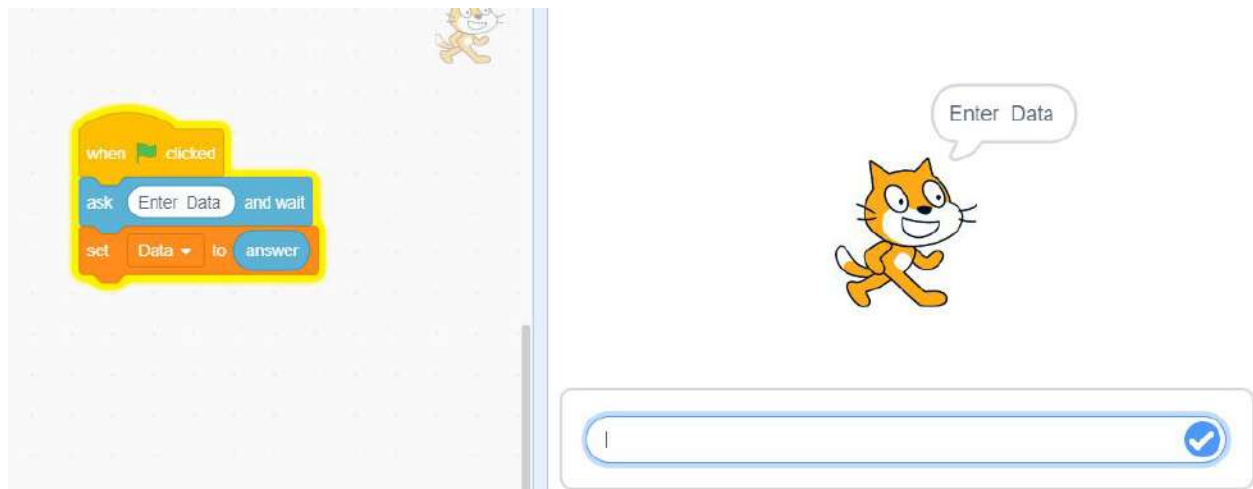 when clicked
ask Enter Data and wait
set Data to answer
Enter Data